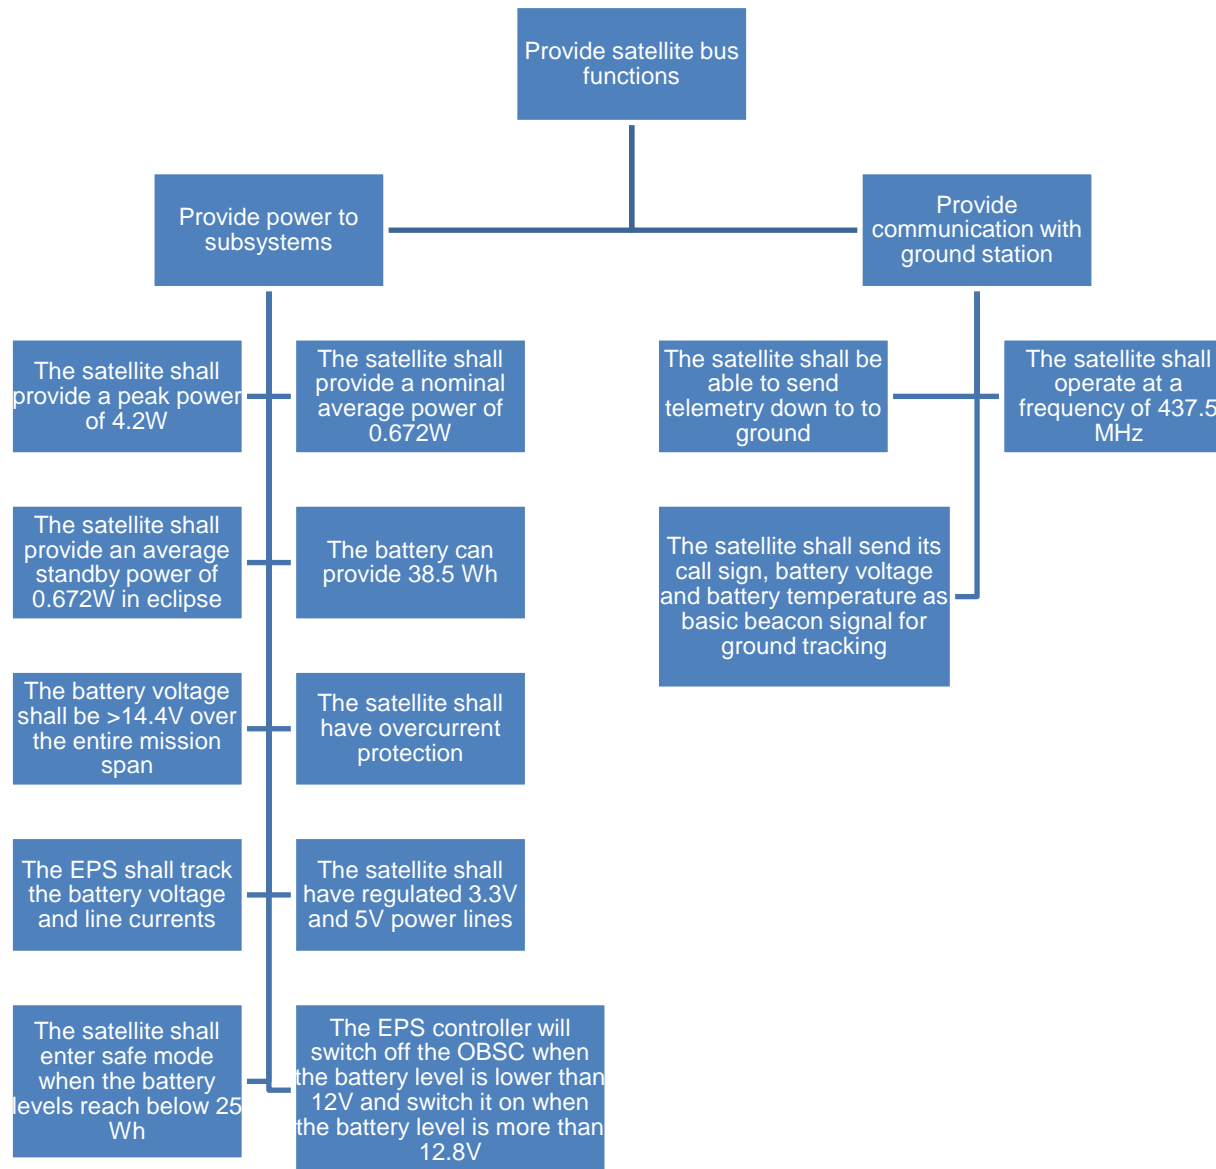 Provide satellite bus
functions
Provide power to
subsystems
Provide
communication with
ground station
The satellite shall
provide a peak power
of 4.2W
The satellite shall
provide a nominal
average power of
0.672W
The satellite shall be
able to send
telemetry down to to
ground
The satellite shall
operate at a
frequency of 437.5
MHz
The satellite shall
provide an average
standby power of
0.672W in eclipse
The battery can
provide 38.5 Wh
The satellite shall send its
call sign, battery voltage
and battery temperature as
basic beacon signal for
ground tracking
The battery voltage
shall be >14.4V over
the entire mission
span
The satellite shall
have overcurrent
protection
The EPS shall track
the battery voltage
and line currents
The satellite shall
have regulated 3.3V
and 5V power lines
The satellite shall
enter safe mode
when the battery
levels reach below 25
Wh
The EPS controller will
switch off the OBSC when
the battery level is lower than
12V and switch it on when
the battery level is more than
12.8V